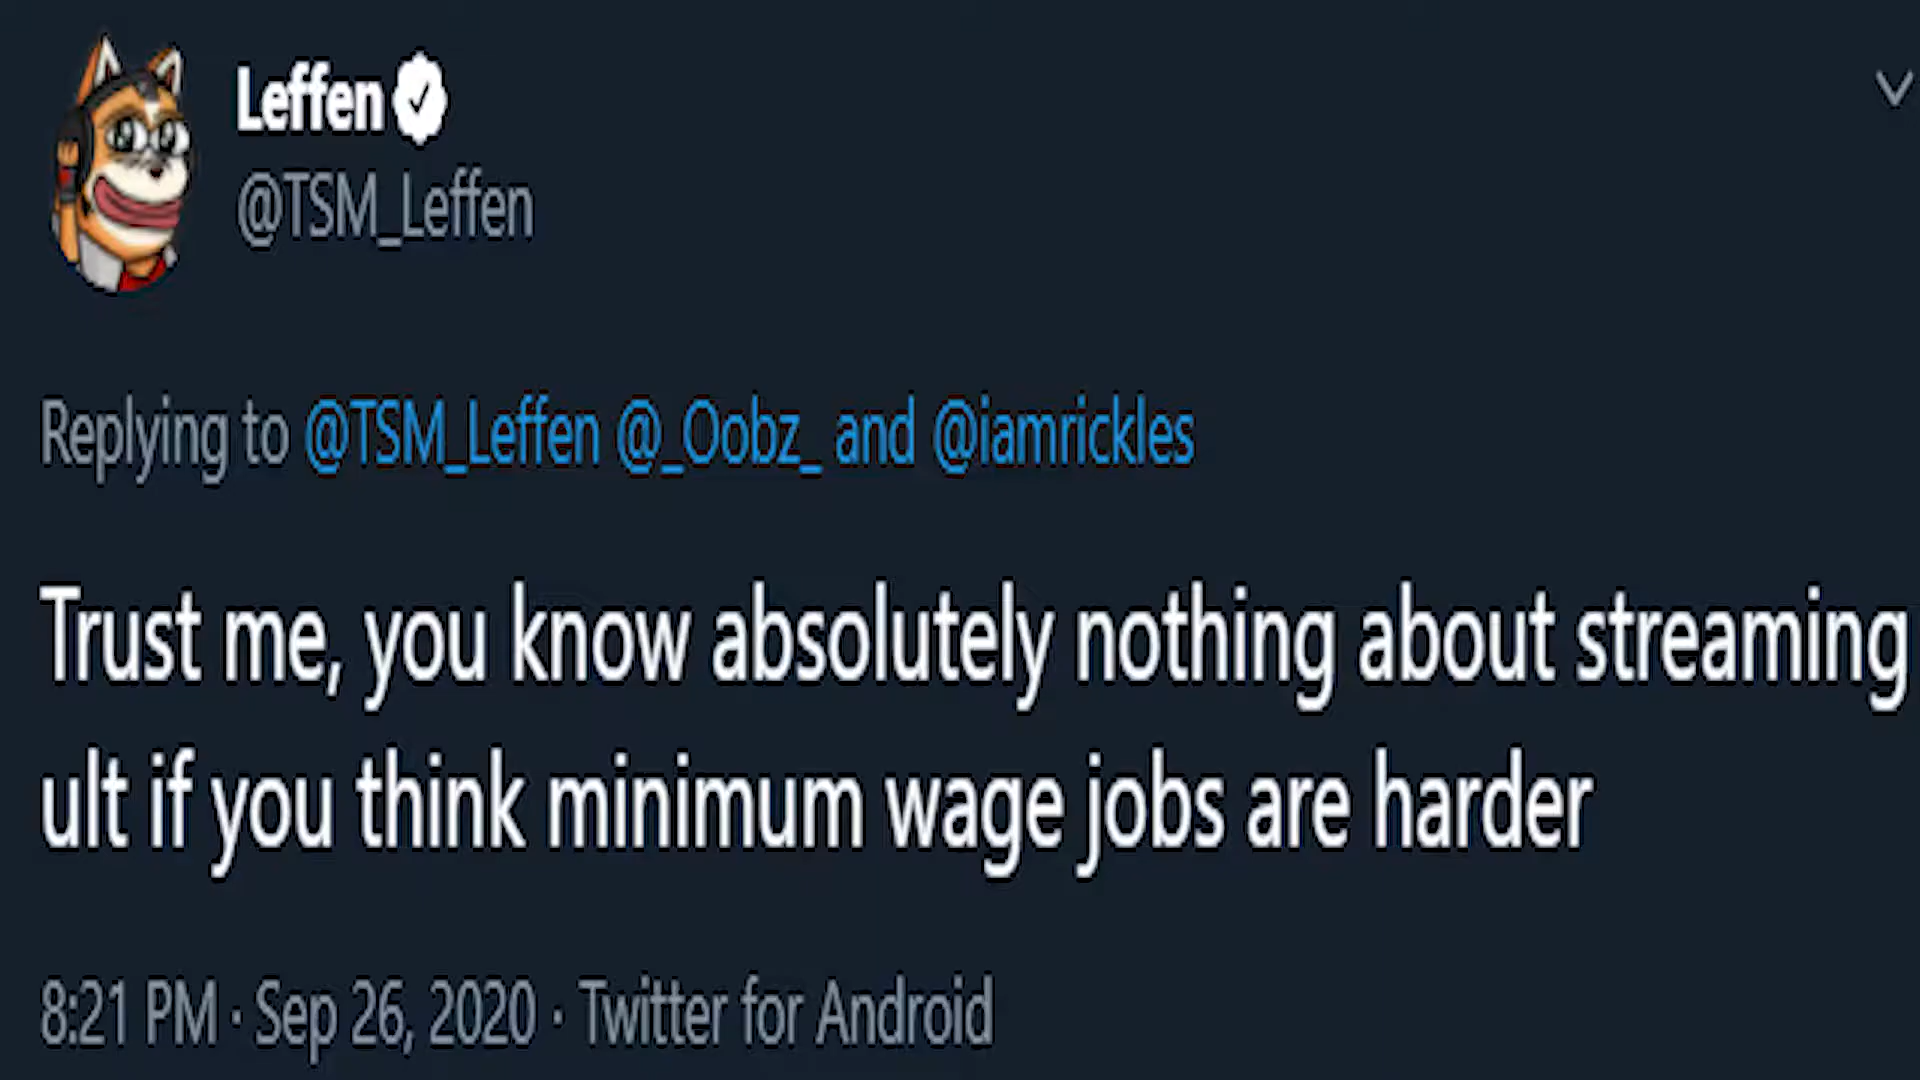 Leffen
@TSM_Leffen
Replying to @TSM_Leffen @_Oobz_ and @iamrickles
Trust me, you know absolutely nothing about streaming
ult if you think minimum wage jobs are harder
8:21 PM · Sep 26, 2020 · Twitter for Android